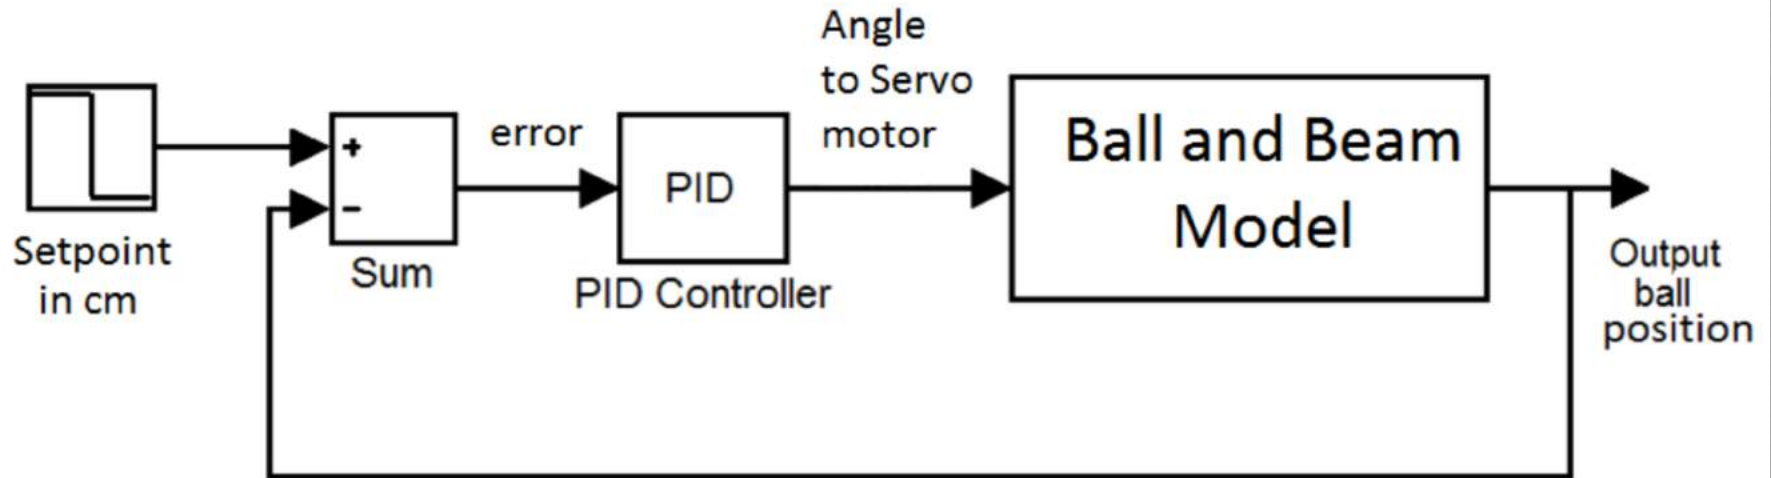 Setpoint
in cm
+
−
Sum
error
PID
PID Controller
Angle
to Servo
motor
Ball and Beam
Model
Output
ball
position